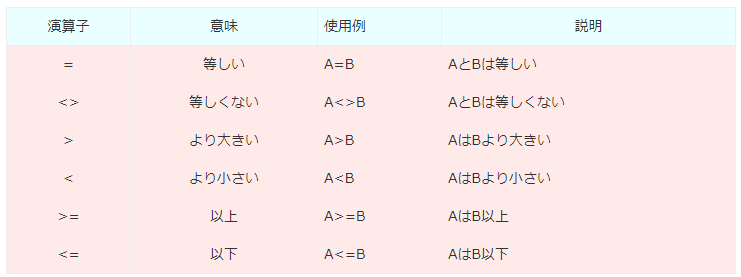 演算子 意味 使用例 説明
= 等しい A=B AとBは等しい
<> 等しくない A<>B AとBは等しくない
> より大きい A>B AはBより大きい
< より小さい A<B AはBより小さい
>= 以上 A>=B AはB以上
<= 以下 A<=B AはB以下